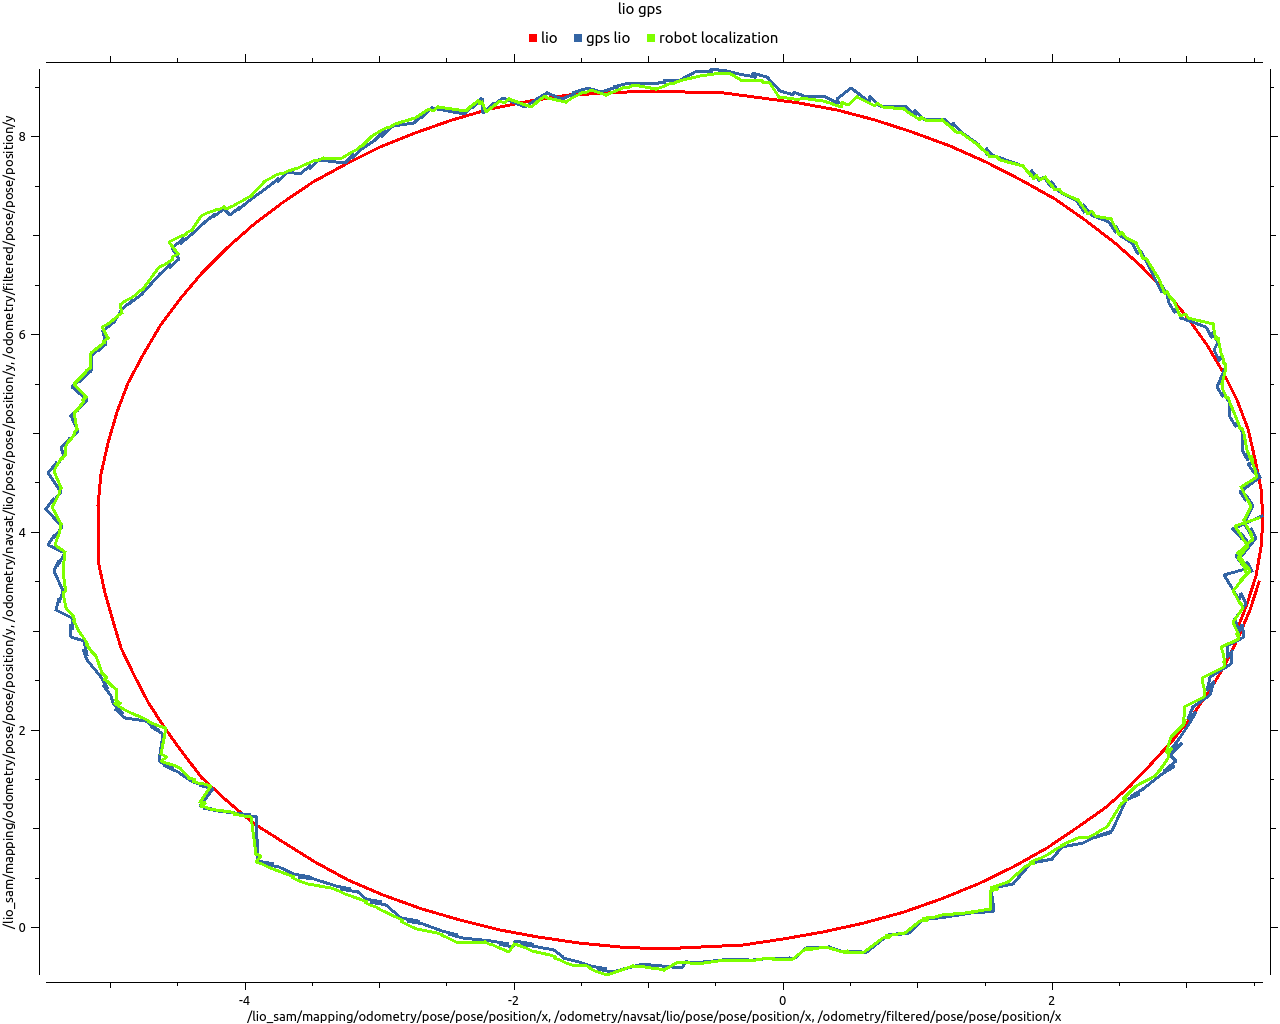 lio gps
lio gps lio robot localization
/lio_sam/mapping/odometry/pose/pose/position/y, /odometry/navsat/lio/pose/pose/position/y, /odometry/filtered/pose/pose/position/y
8
6
4
2
0
-4 -2 0 2
/lio_sam/mapping/odometry/pose/pose/position/x, /odometry/navsat/lio/pose/pose/position/x, /odometry/filtered/pose/pose/position/x